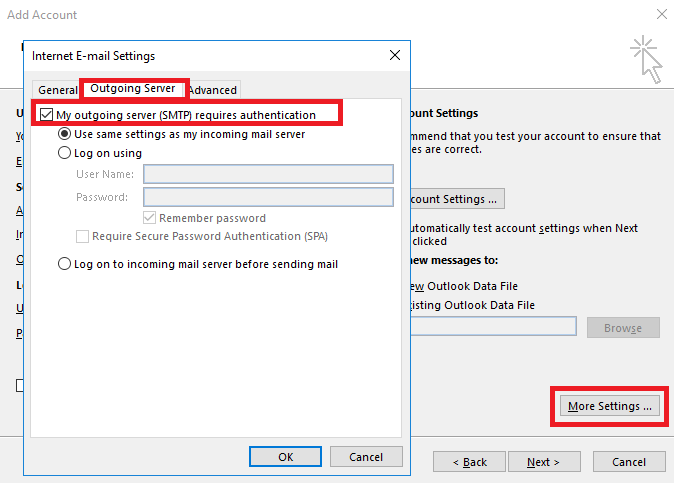 Add Account
Internet E-mail Settings
General
Outgoing Server
Advanced
My outgoing server (SMTP) requires authentication
Use same settings as my incoming mail server
Log on using
User Name:
Password:
Remember password
Require Secure Password Authentication (SPA)
Log on to incoming mail server before sending mail
OK
Cancel
ount Settings
mend that you test your account to ensure that
es are correct.
ount Settings ...
utomatically test account settings when Next
clicked
new messages to:
ew Outlook Data File
isting Outlook Data File
Browse
More Settings ...
< Back
Next >
Cancel